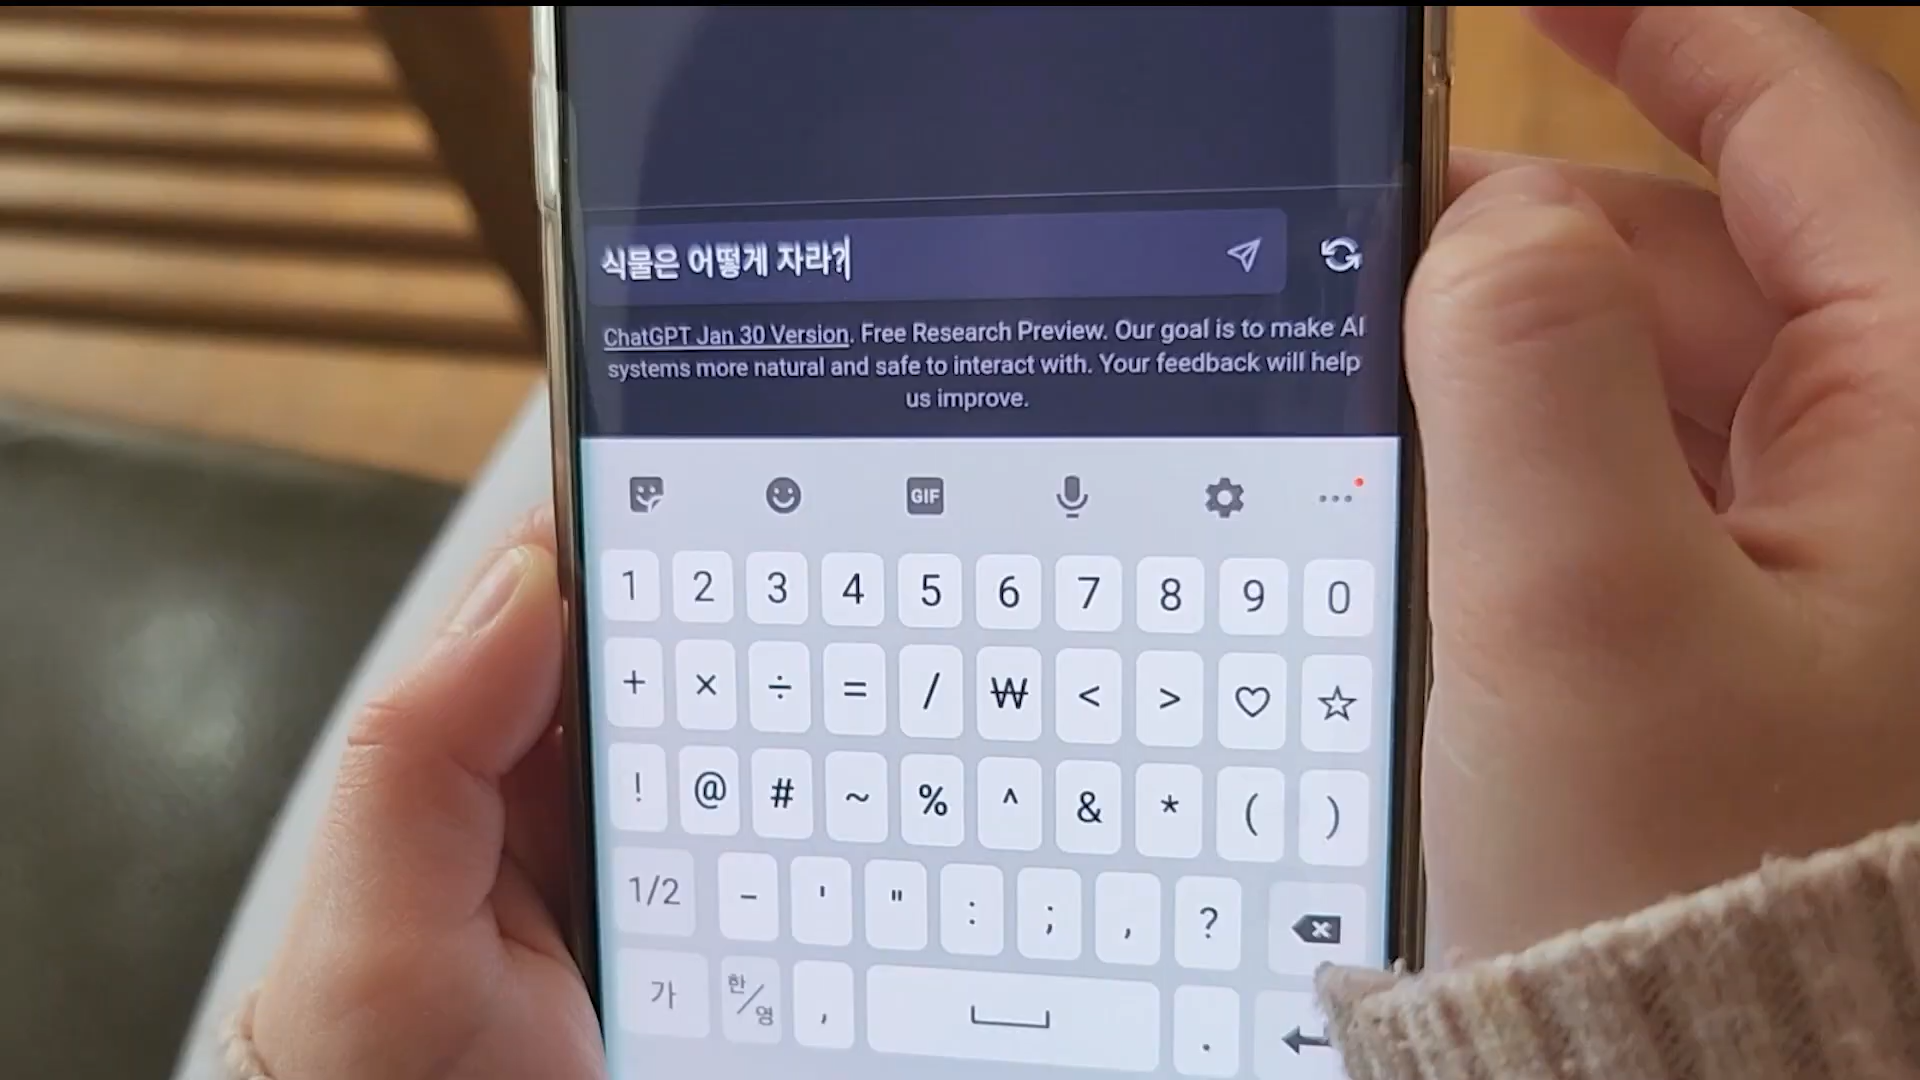 식물은 어떻게 자라?
ChatGPT Jan 30 Version. Free Research Preview. Our goal is to make AI
systems more natural and safe to interact with. Your feedback will help
us improve.
GIF
1 2 3 4 5 6 7 8 9 0
+ × ÷ = / ₩ < > ♡ ☆
! @ # ~ % ^ & * ( )
1/2 - ' " : ; , ?
가 한/영 , .